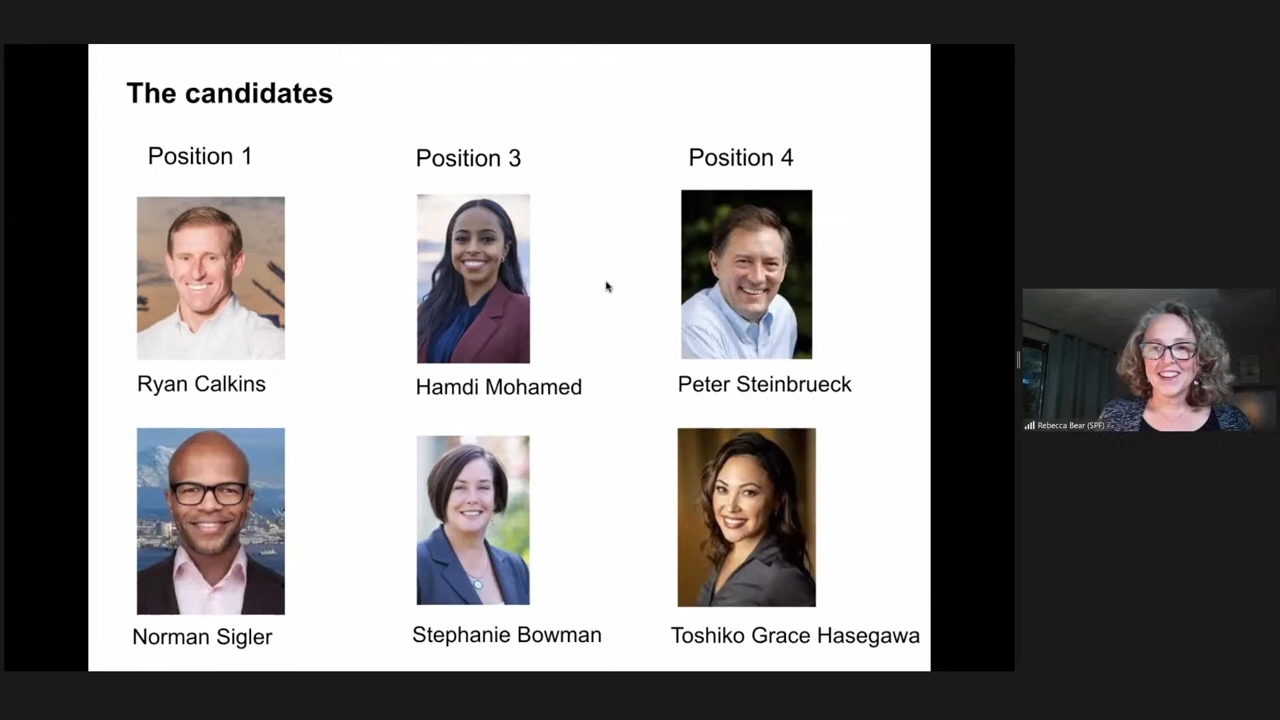 The candidates
Position 1
Position 3
Position 4
Ryan Calkins
Hamdi Mohamed
Peter Steinbrueck
Norman Sigler
Stephanie Bowman
Toshiko Grace Hasegawa
Rebecca Bear (SPF)